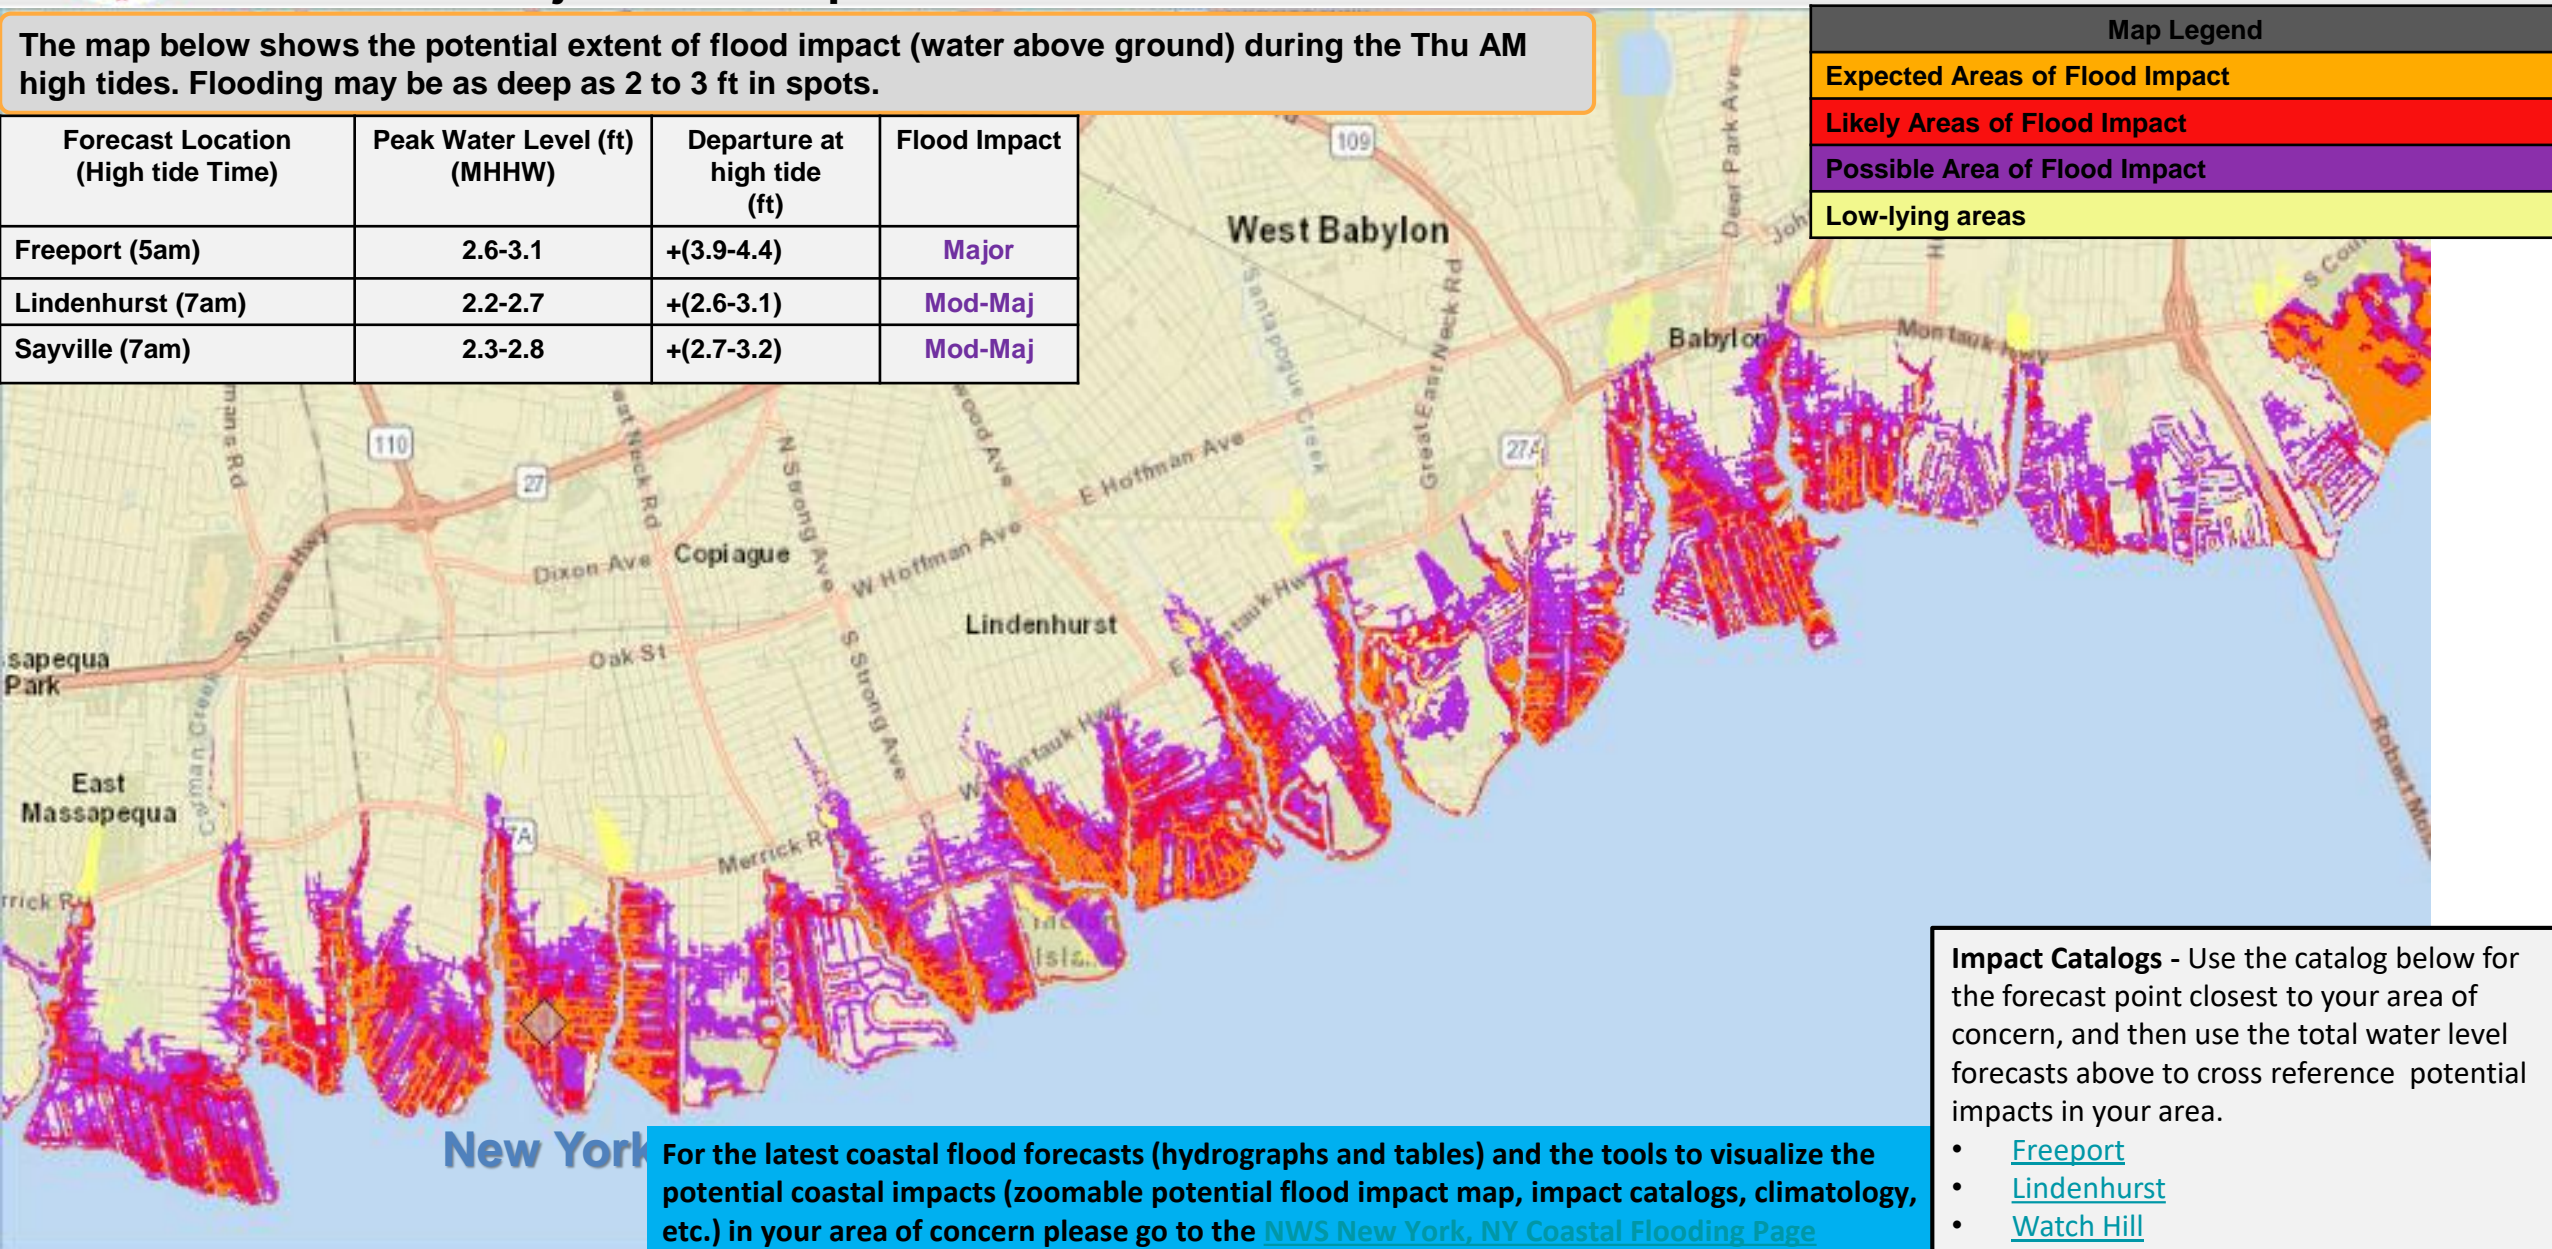 The map below shows the potential extent of flood impact (water above ground) during the Thu AM
high tides. Flooding may be as deep as 2 to 3 ft in spots.
Map Legend
Expected Areas of Flood Impact
Likely Areas of Flood Impact
Possible Area of Flood Impact
Low-lying areas
Forecast Location
(High tide Time)
Peak Water Level (ft)
(MHHW)
Departure at
high tide
(ft)
Flood Impact
Freeport (5am) 2.6-3.1 +(3.9-4.4) Major
Lindenhurst (7am) 2.2-2.7 +(2.6-3.1) Mod-Maj
Sayville (7am) 2.3-2.8 +(2.7-3.2) Mod-Maj
109
Deer Park Ave
West Babylon
Santapogue Creek
Great East Neck Rd
Babylon
Montauk Hwy
110
27
27A
N Strong Ave
E Hoffman Ave
W Hoffman Ave
Dixon Ave
Copiague
Sunrise Hwy
Lindenhurst
Oak St
S Strong Ave
sapequa
Park
Carman Creek
East
Massapequa
7A
Merrick R
rrick R
New York
Impact Catalogs - Use the catalog below for
the forecast point closest to your area of
concern, and then use the total water level
forecasts above to cross reference potential
impacts in your area.
• Freeport
• Lindenhurst
• Watch Hill
For the latest coastal flood forecasts (hydrographs and tables) and the tools to visualize the
potential coastal impacts (zoomable potential flood impact map, impact catalogs, climatology,
etc.) in your area of concern please go to the NWS New York, NY Coastal Flooding Page